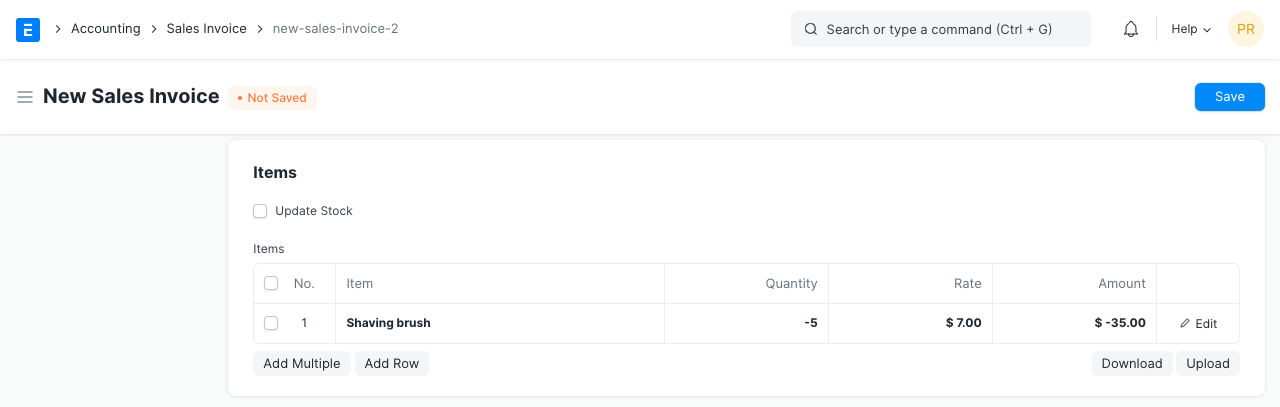 E Accounting Sales Invoice new-sales-invoice-2 Search or type a command (Ctrl + G) Help PR
New Sales Invoice • Not Saved Save
Items
Update Stock
Items
No. Item Quantity Rate Amount
1 Shaving brush -5 $ 7.00 $ -35.00 Edit
Add Multiple Add Row Download Upload